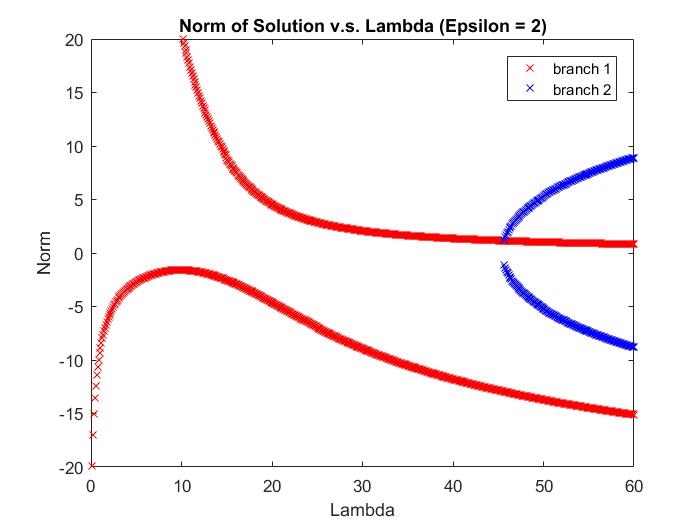 Norm of Solution v.s. Lambda (Epsilon = 2)
20
15
10
5
0
-5
-10
-15
-20
Norm
branch 1
branch 2
0 10 20 30 40 50 60
Lambda